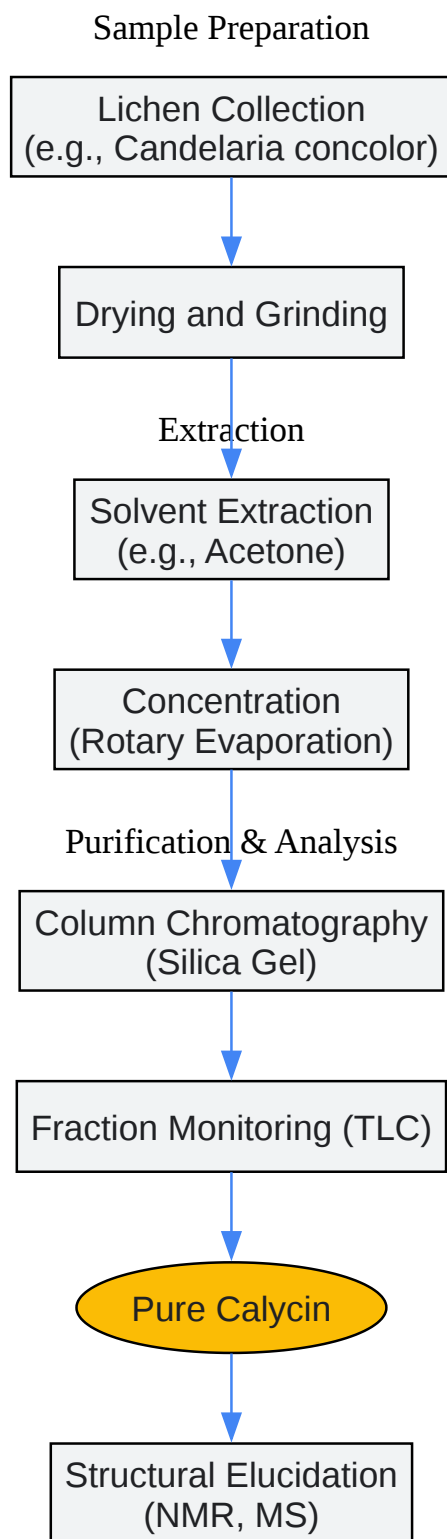 Sample Preparation
Lichen Collection
(e.g., Candelaria concolor)
Drying and Grinding
Extraction
Solvent Extraction
(e.g., Acetone)
Concentration
(Rotary Evaporation)
Purification & Analysis
Column Chromatography
(Silica Gel)
Fraction Monitoring (TLC)
Pure Calycin
Structural Elucidation
(NMR, MS)